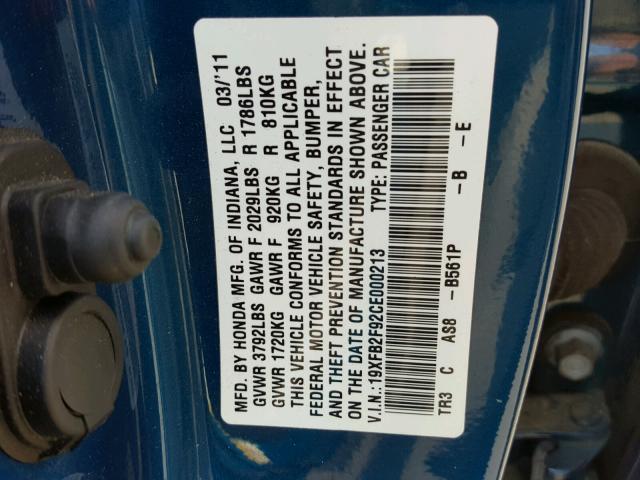 MFD. BY HONDA MFG. OF INDIANA, LLC 03/'11
GVWR 3792LBS GAWR F 2029LBS R 1786LBS
GVWR 1720KG GAWR F 920KG R 810KG
THIS VEHICLE CONFORMS TO ALL APPLICABLE
FEDERAL MOTOR VEHICLE SAFETY, BUMPER,
AND THEFT PREVENTION STANDARDS IN EFFECT
ON THE DATE OF MANUFACTURE SHOWN ABOVE.
V.I.N.:19XFB2F92CE000213 TYPE: PASSENGER CAR
TR3 C AS8 -B561P -B -E